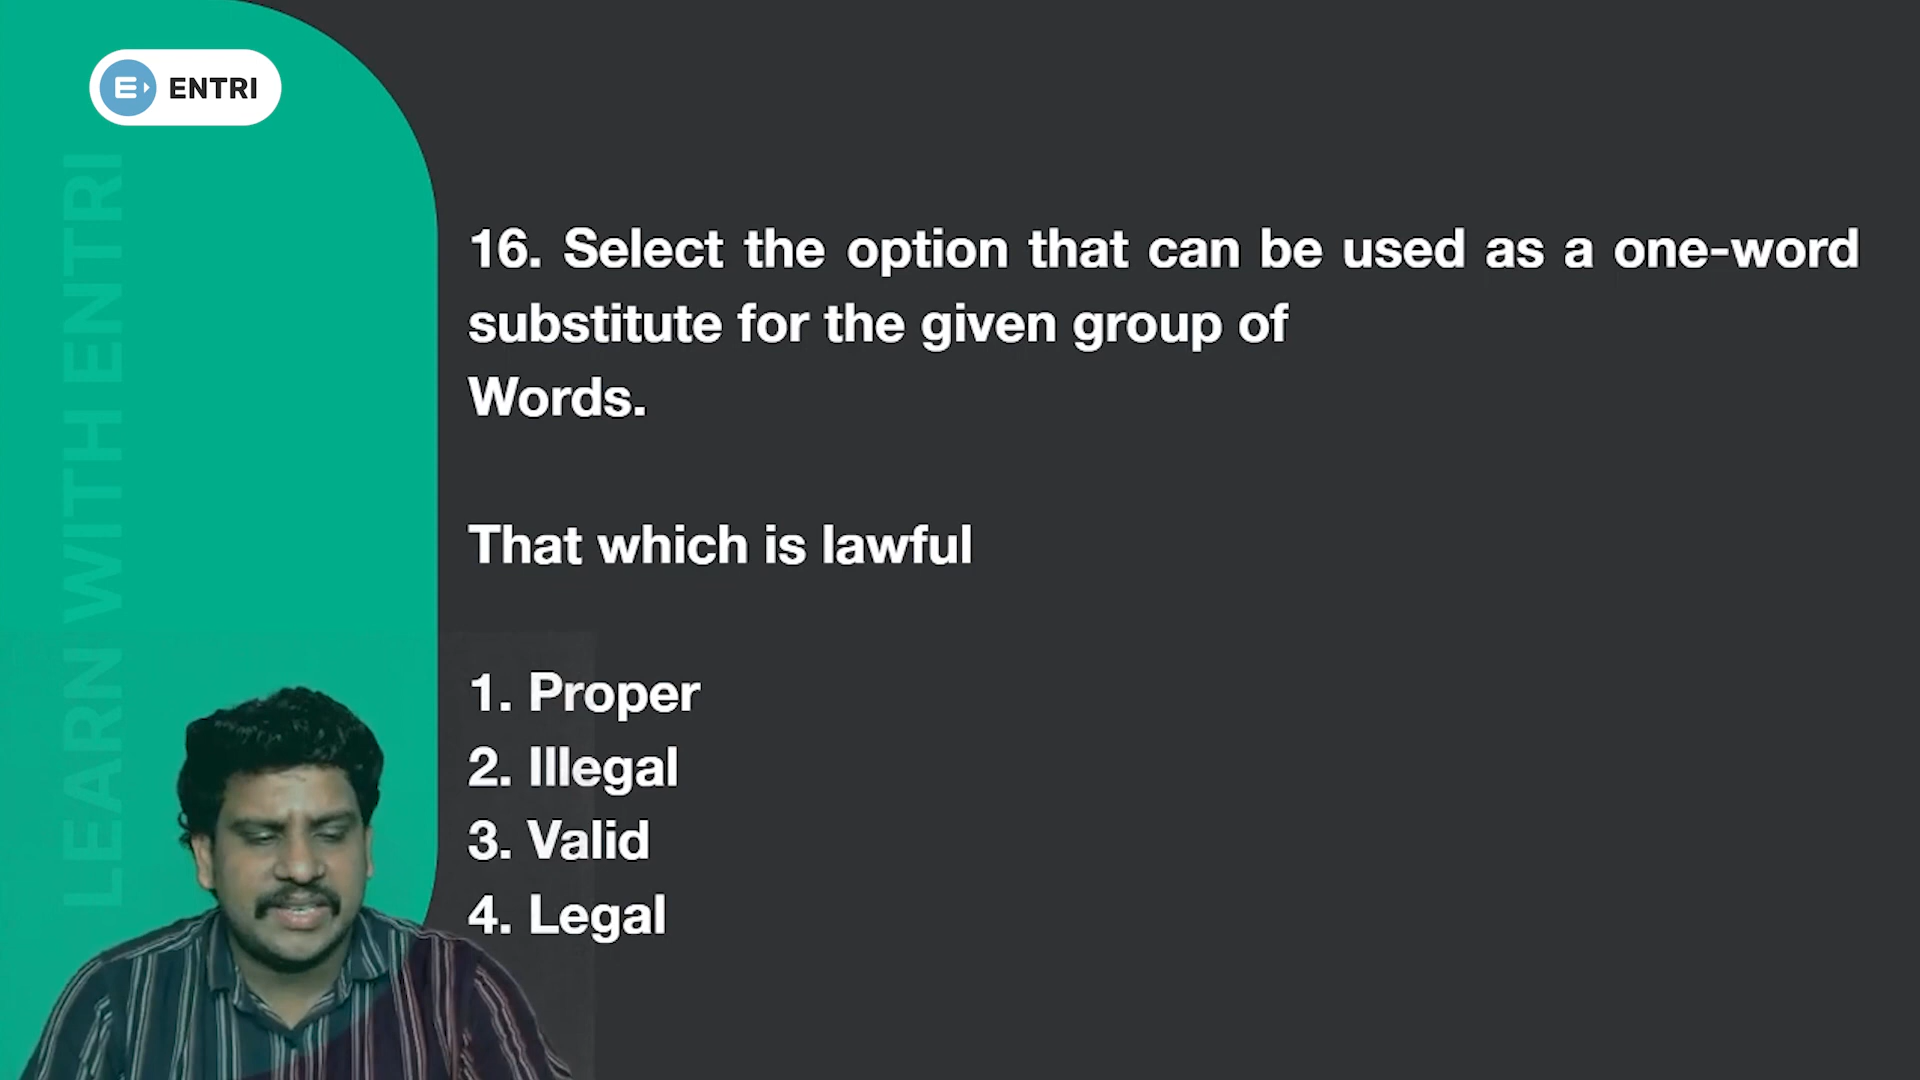 ENTRI
LEARN WITH ENTRI
16. Select the option that can be used as a one-word
substitute for the given group of
Words.
That which is lawful
1. Proper
2. Illegal
3. Valid
4. Legal